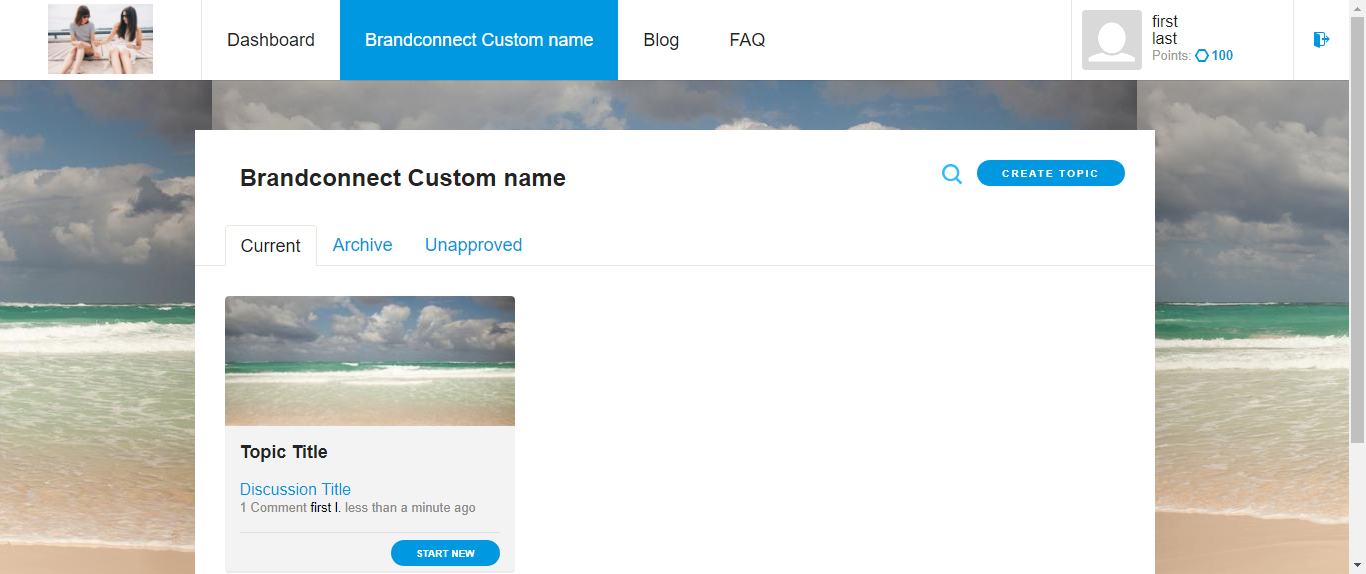 Dashboard
Brandconnect Custom name
Blog
FAQ
first
last
Points: 100
Brandconnect Custom name
CREATE TOPIC
Current
Archive
Unapproved
Topic Title
Discussion Title
1 Comment first l. less than a minute ago
START NEW